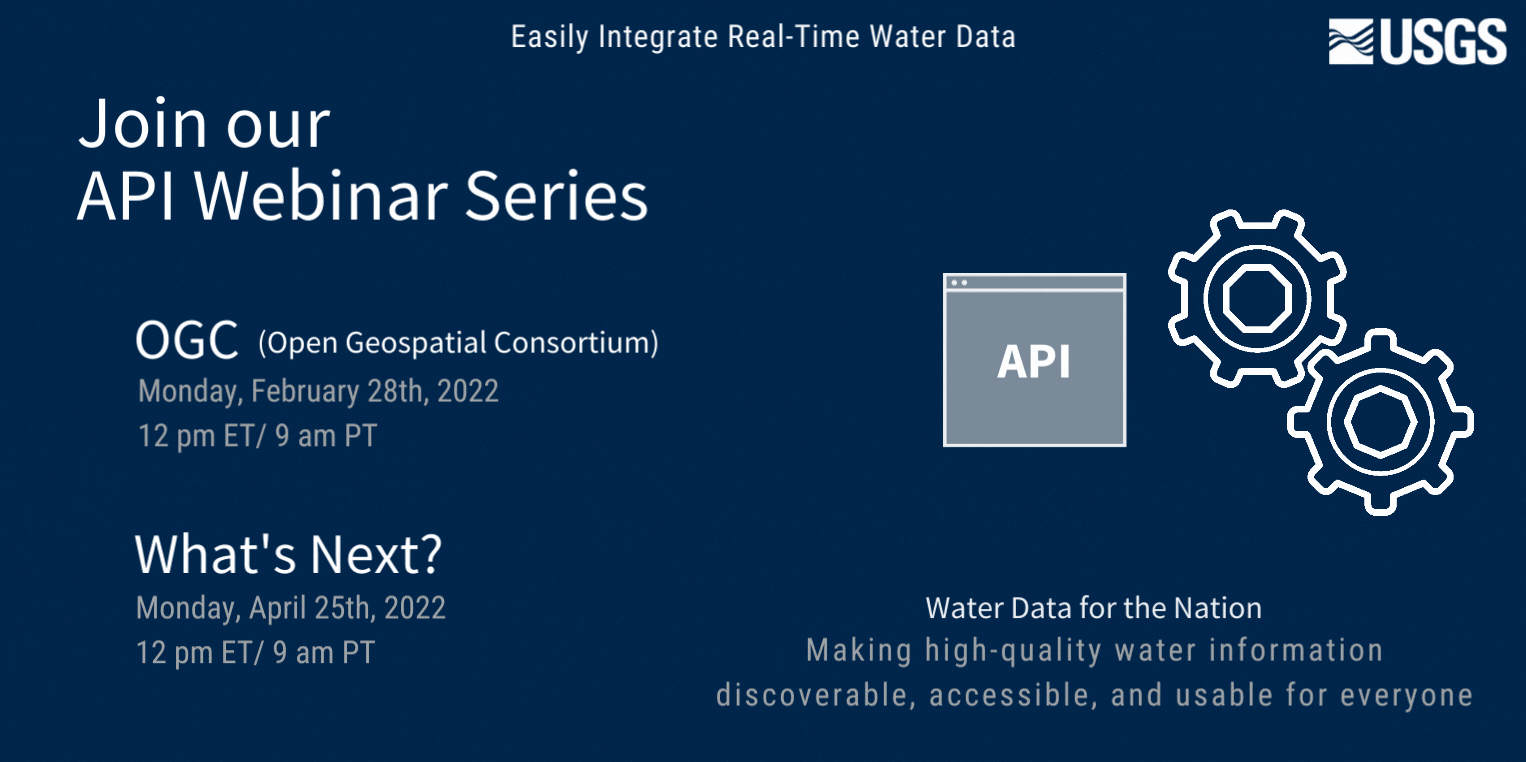 Easily Integrate Real-Time Water Data
USGS
Join our
API Webinar Series
OGC (Open Geospatial Consortium)
Monday, February 28th, 2022
12 pm ET/ 9 am PT
API
What's Next?
Monday, April 25th, 2022
12 pm ET/ 9 am PT
Water Data for the Nation
Making high-quality water information
discoverable, accessible, and usable for everyone